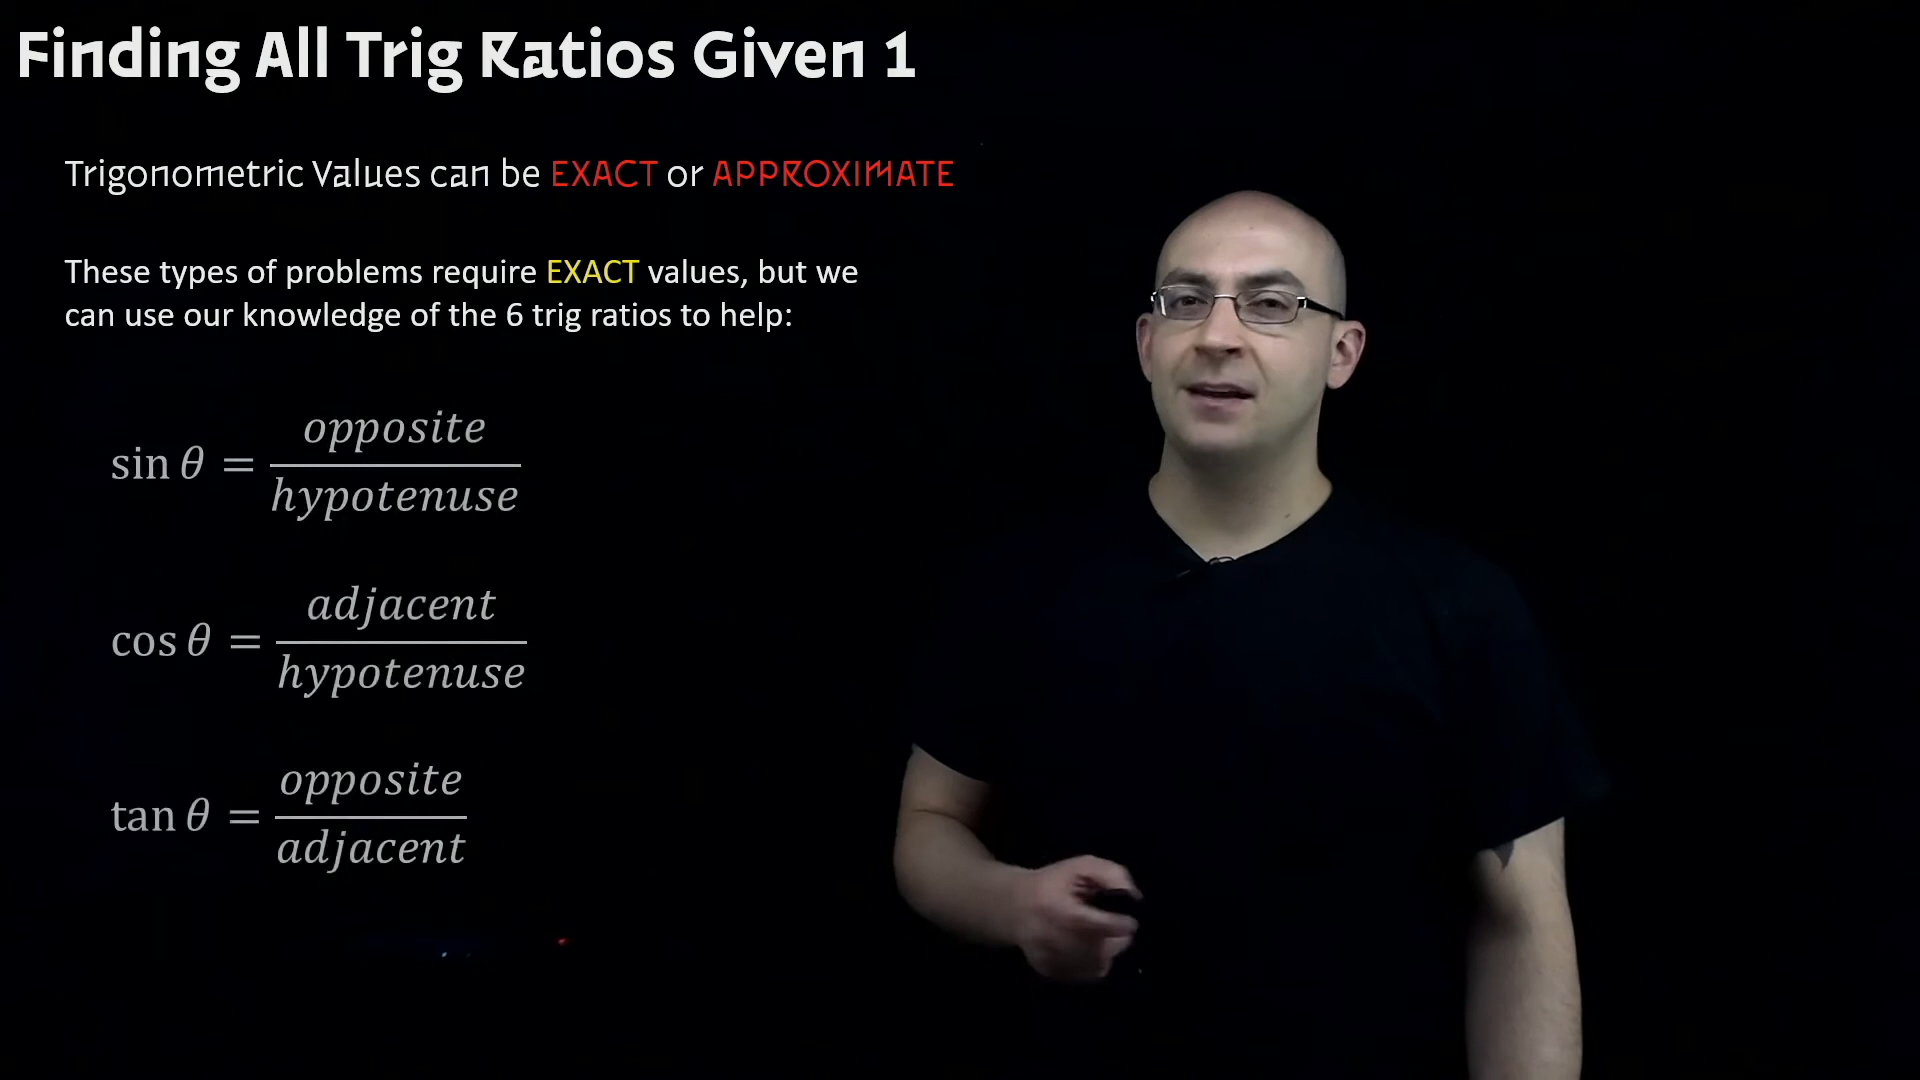 Finding All Trig Ratios Given 1
Trigonometric Values can be EXACT or APPROXIMATE
These types of problems require EXACT values, but we
can use our knowledge of the 6 trig ratios to help:
sin θ = opposite / hypotenuse
cos θ = adjacent / hypotenuse
tan θ = opposite / adjacent